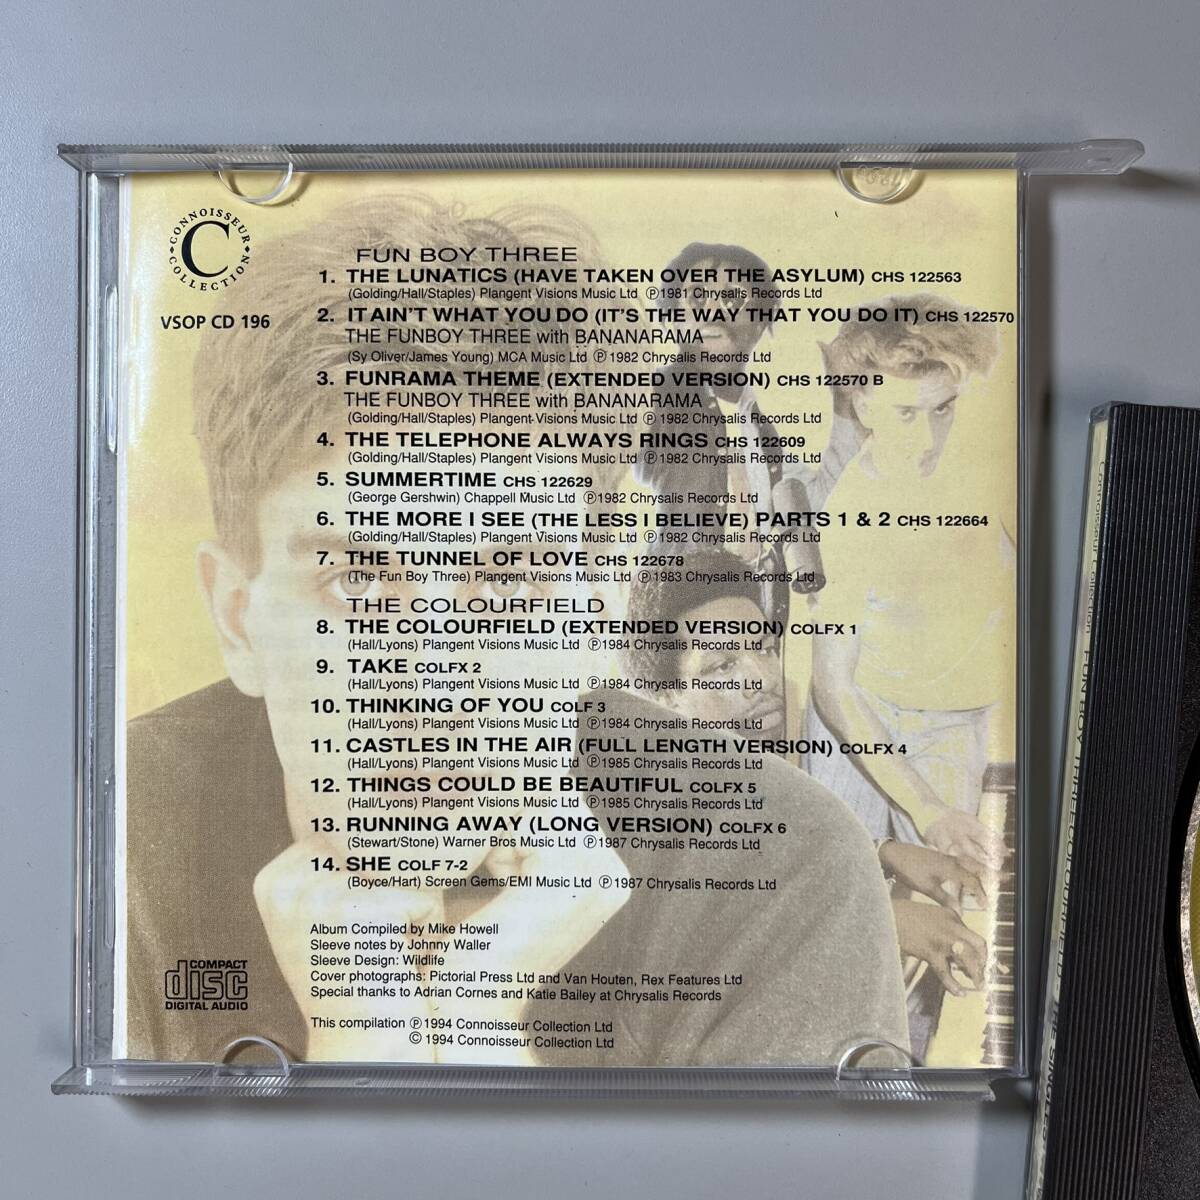 CONNOISSEUR COLLECTION
C
VSOP CD 196
FUN BOY THREE
1. THE LUNATICS (HAVE TAKEN OVER THE ASYLUM) CHS 122563
(Golding/Hall/Staples) Plangent Visions Music Ltd ℗1981 Chrysalis Records Ltd
2. IT AIN'T WHAT YOU DO (IT'S THE WAY THAT YOU DO IT) CHS 122570
THE FUNBOY THREE with BANANARAMA
(Sy Oliver/James Young) MCA Music Ltd ℗ 1982 Chrysalis Records Ltd
3. FUNRAMA THEME (EXTENDED VERSION) CHS 122570 B
THE FUNBOY THREE with BANANARAMA
(Golding/Hall/Staples) Plangent Visions Music Ltd ℗ 1982 Chrysalis Records Ltd
4. THE TELEPHONE ALWAYS RINGS CHS 122609
(Golding/Hall/Staples) Plangent Visions Music Ltd ℗1982 Chrysalis Records Ltd
5. SUMMERTIME CHS 122629
(George Gershwin) Chappell Music Ltd ℗1982 Chrysalis Records Ltd
6. THE MORE I SEE (THE LESS I BELIEVE) PARTS 1 & 2 CHS 122664
(Golding/Hall/Staples) Plangent Visions Music Ltd ℗1982 Chrysalis Records Ltd
7. THE TUNNEL OF LOVE CHS 122678
(The Fun Boy Three) Plangent Visions Music Ltd ℗1983 Chrysalis Records Ltd
THE COLOURFIELD
8. THE COLOURFIELD (EXTENDED VERSION) COLFX 1
(Hall/Lyons) Plangent Visions Music Ltd ℗1984 Chrysalis Records Ltd
9. TAKE COLFX 2
(Hall/Lyons) Plangent Visions Music Ltd ℗1984 Chrysalis Records Ltd
10. THINKING OF YOU COLF 3
(Hall/Lyons) Plangent Visions Music Ltd ℗1984 Chrysalis Records Ltd
11. CASTLES IN THE AIR (FULL LENGTH VERSION) COLFX 4
(Hall/Lyons) Plangent Visions Music Ltd ℗1985 Chrysalis Records Ltd
12. THINGS COULD BE BEAUTIFUL COLFX 5
(Hall/Lyons) Plangent Visions Music Ltd ℗1985 Chrysalis Records Ltd
13. RUNNING AWAY (LONG VERSION) COLFX 6
(Stewart/Stone) Warner Bros Music Ltd ℗1987 Chrysalis Records Ltd
14. SHE COLF 7-2
(Boyce/Hart) Screen Gems/EMI Music Ltd ℗1987 Chrysalis Records Ltd
Album Compiled by Mike Howell
Sleeve notes by Johnny Waller
Sleeve Design: Wildlife
Cover photographs: Pictorial Press Ltd and Van Houten, Rex Features Ltd
Special thanks to Adrian Cornes and Katie Bailey at Chrysalis Records
COMPACT
disc
DIGITAL AUDIO
This compilation ℗1994 Connoisseur Collection Ltd
© 1994 Connoisseur Collection Ltd
Connoisseur Collection FUN BOY THREE/COLOURFIELD THE SINGLES